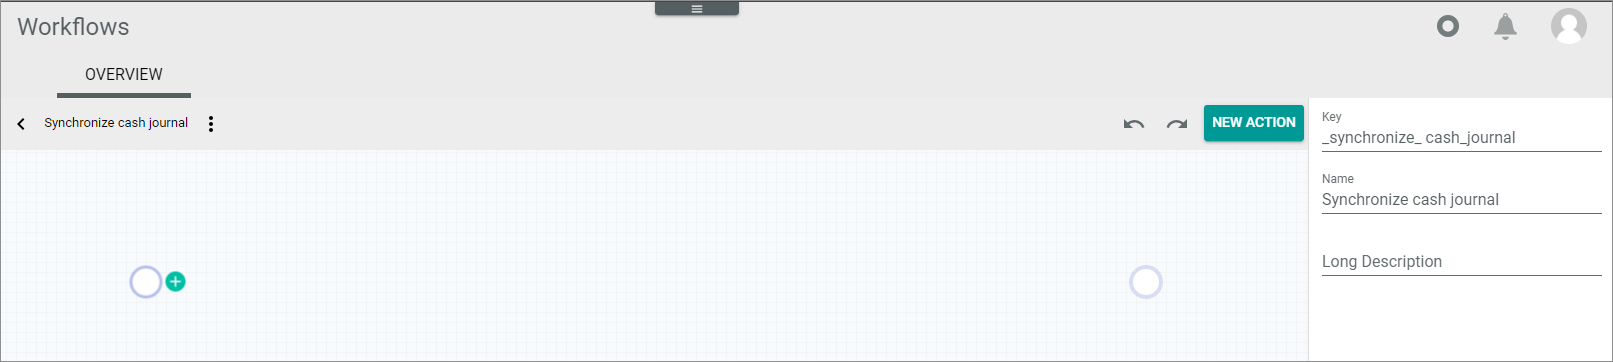 Workflows
OVERVIEW
Synchronize cash journal
NEW ACTION
Key
_synchronize_ cash_journal
Name
Synchronize cash journal
Long Description